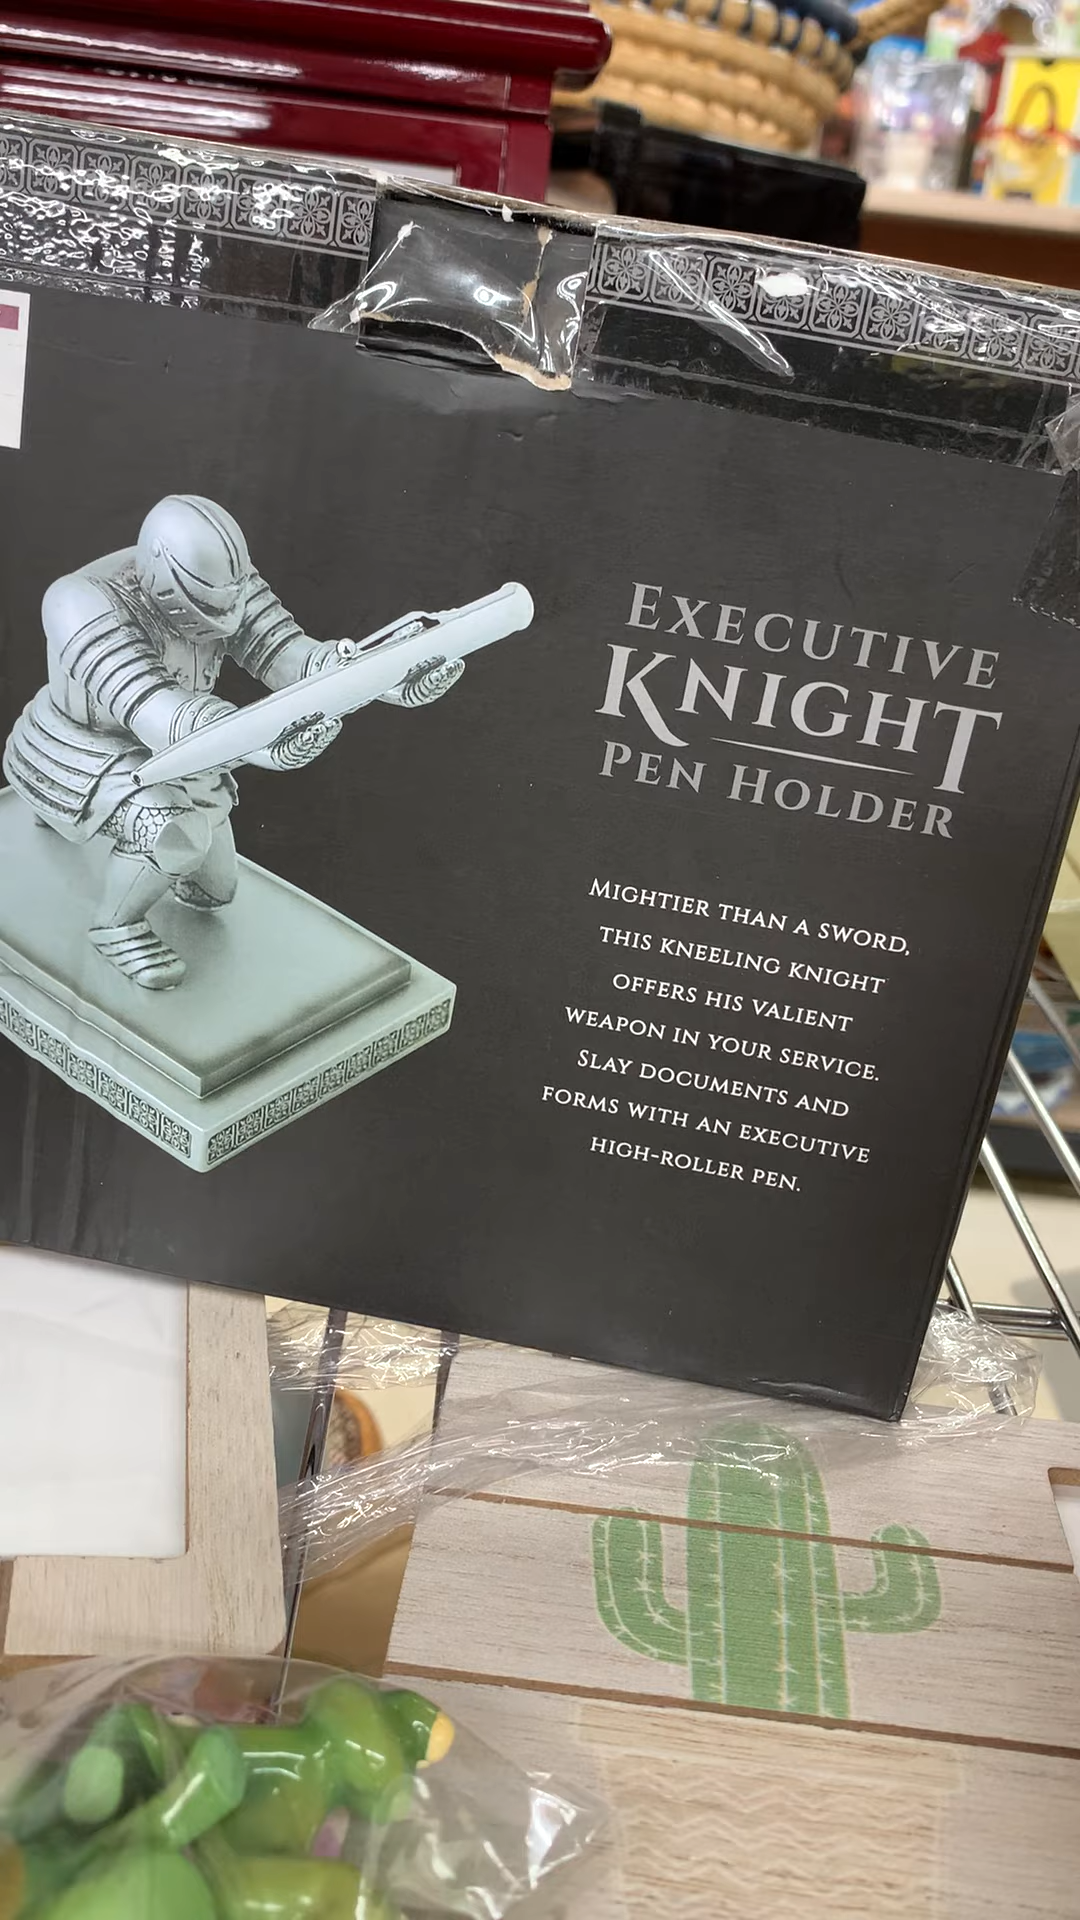 EXECUTIVE
KNIGHT
PEN HOLDER
MIGHTIER THAN A SWORD,
THIS KNEELING KNIGHT
OFFERS HIS VALIENT
WEAPON IN YOUR SERVICE.
SLAY DOCUMENTS AND
FORMS WITH AN EXECUTIVE
HIGH-ROLLER PEN.